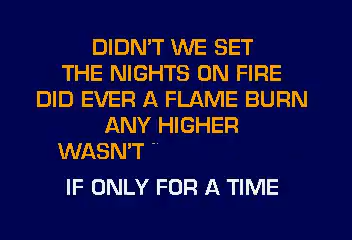 DIDN'T WE SET
THE NIGHTS ON FIRE
DID EVER A FLAME BURN
ANY HIGHER
WASN'T
IF ONLY FOR A TIME